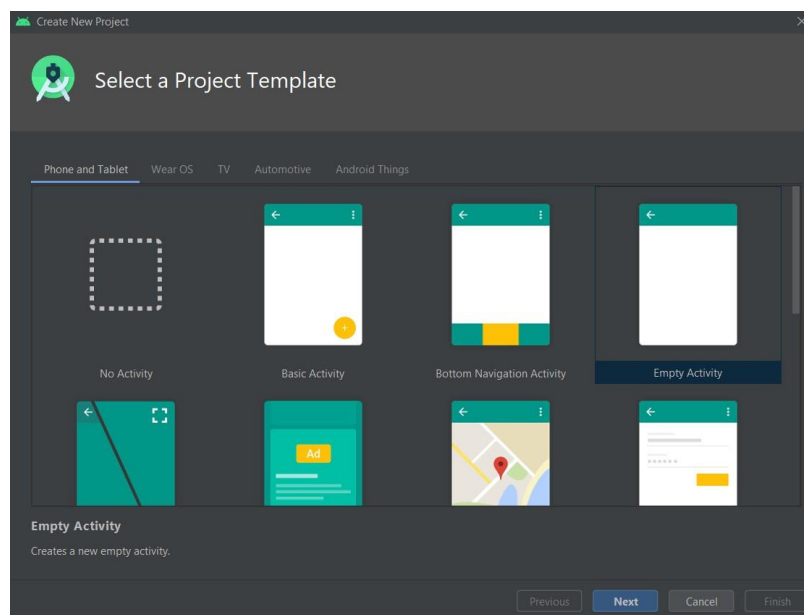 Create New Project
Select a Project Template
Phone and Tablet Wear OS TV Automotive Android Things
No Activity Basic Activity Bottom Navigation Activity Empty Activity
Ad
Empty Activity
Creates a new empty activity.
Previous Next Cancel Finish